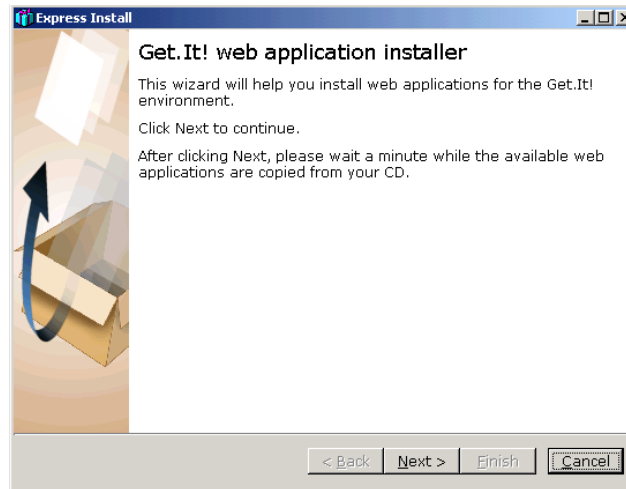 Express Install
Get.It! web application installer
This wizard will help you install web applications for the Get.It!
environment.
Click Next to continue.
After clicking Next, please wait a minute while the available web
applications are copied from your CD.
< Back Next > Finish Cancel